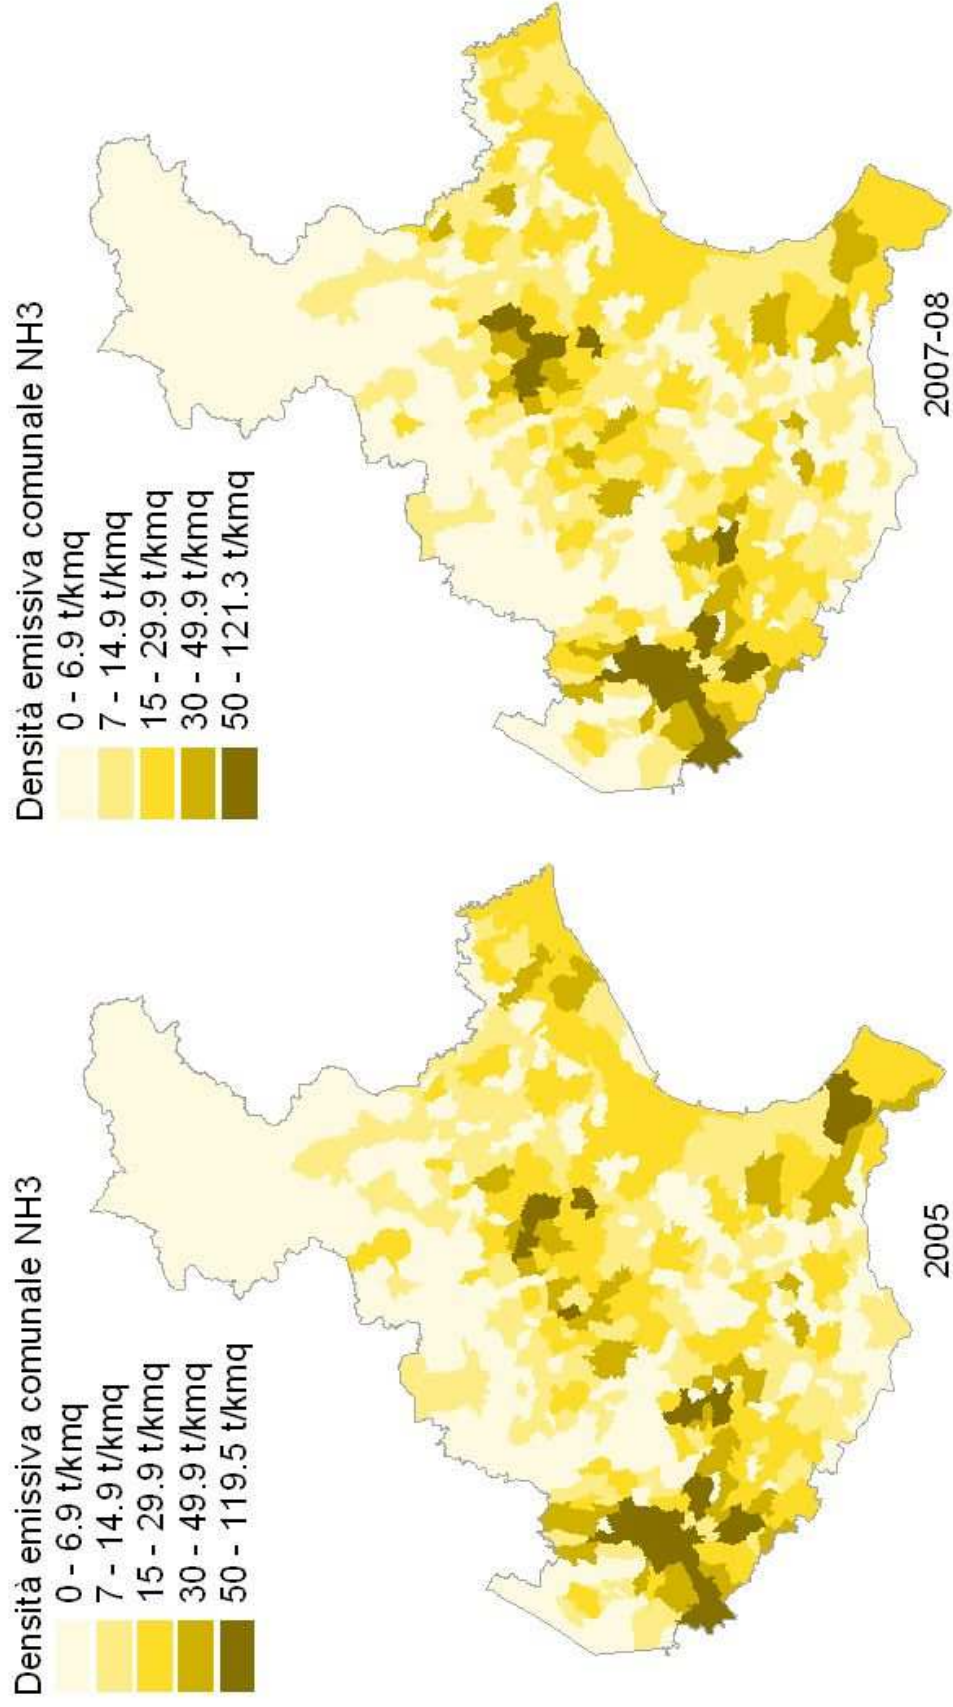 Densità emissiva comunale NH3
0 - 6.9 t/kmq
7 - 14.9 t/kmq
15 - 29.9 t/kmq
30 - 49.9 t/kmq
50 - 119.5 t/kmq
2005
Densità emissiva comunale NH3
0 - 6.9 t/kmq
7 - 14.9 t/kmq
15 - 29.9 t/kmq
30 - 49.9 t/kmq
50 - 121.3 t/kmq
2007-08